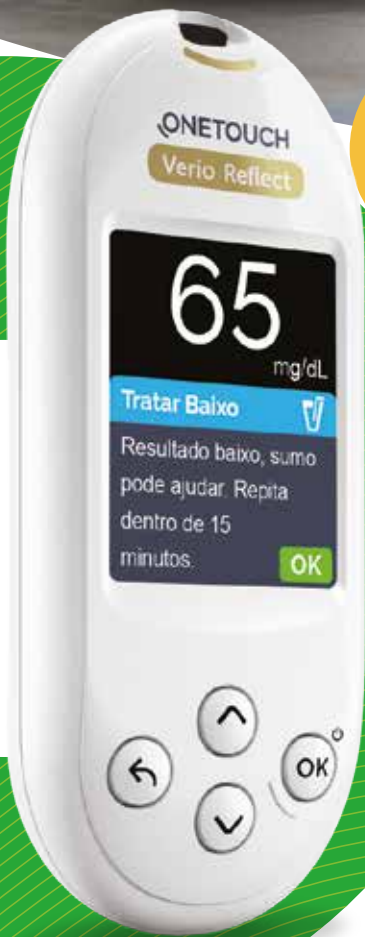 ONETOUCH
Verio Reflect
65
mg/dL
Tratar Baixo
Resultado baixo, sumo
pode ajudar. Repita
dentro de 15
minutos.
OK
OK